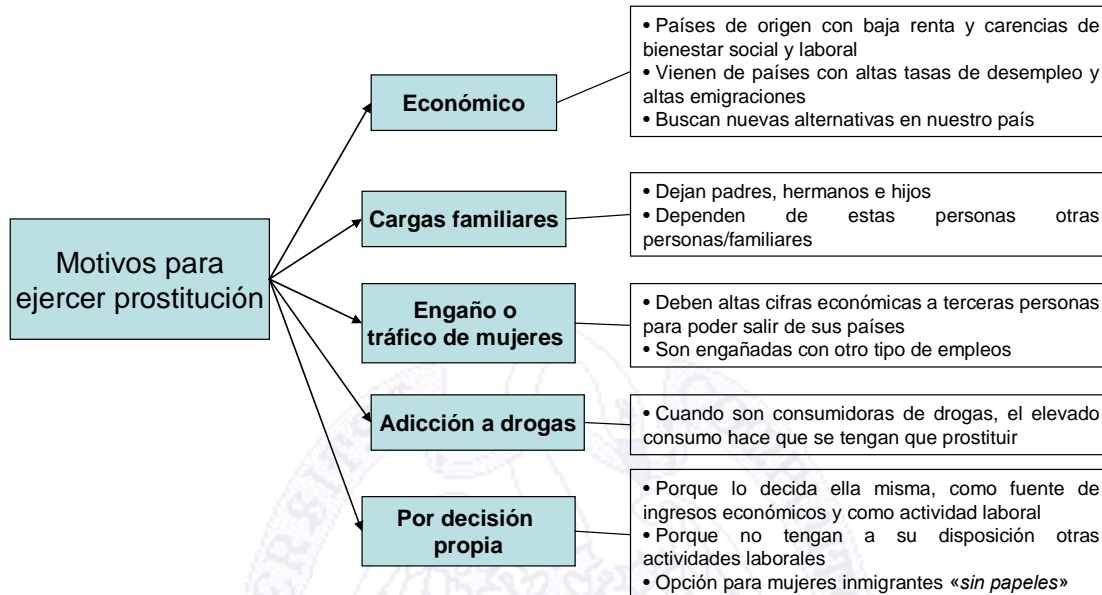 Motivos para
ejercer prostitución
Económico
• Países de origen con baja renta y carencias de
bienestar social y laboral
• Vienen de países con altas tasas de desempleo y
altas emigraciones
• Buscan nuevas alternativas en nuestro país
Cargas familiares
• Dejan padres, hermanos e hijos
• Dependen de estas personas otras
personas/familiares
Engaño o
tráfico de mujeres
• Deben altas cifras económicas a terceras personas
para poder salir de sus países
• Son engañadas con otro tipo de empleos
Adicción a drogas
• Cuando son consumidoras de drogas, el elevado
consumo hace que se tengan que prostituir
Por decisión
propia
• Porque lo decida ella misma, como fuente de
ingresos económicos y como actividad laboral
• Porque no tengan a su disposición otras
actividades laborales
• Opción para mujeres inmigrantes «sin papeles»